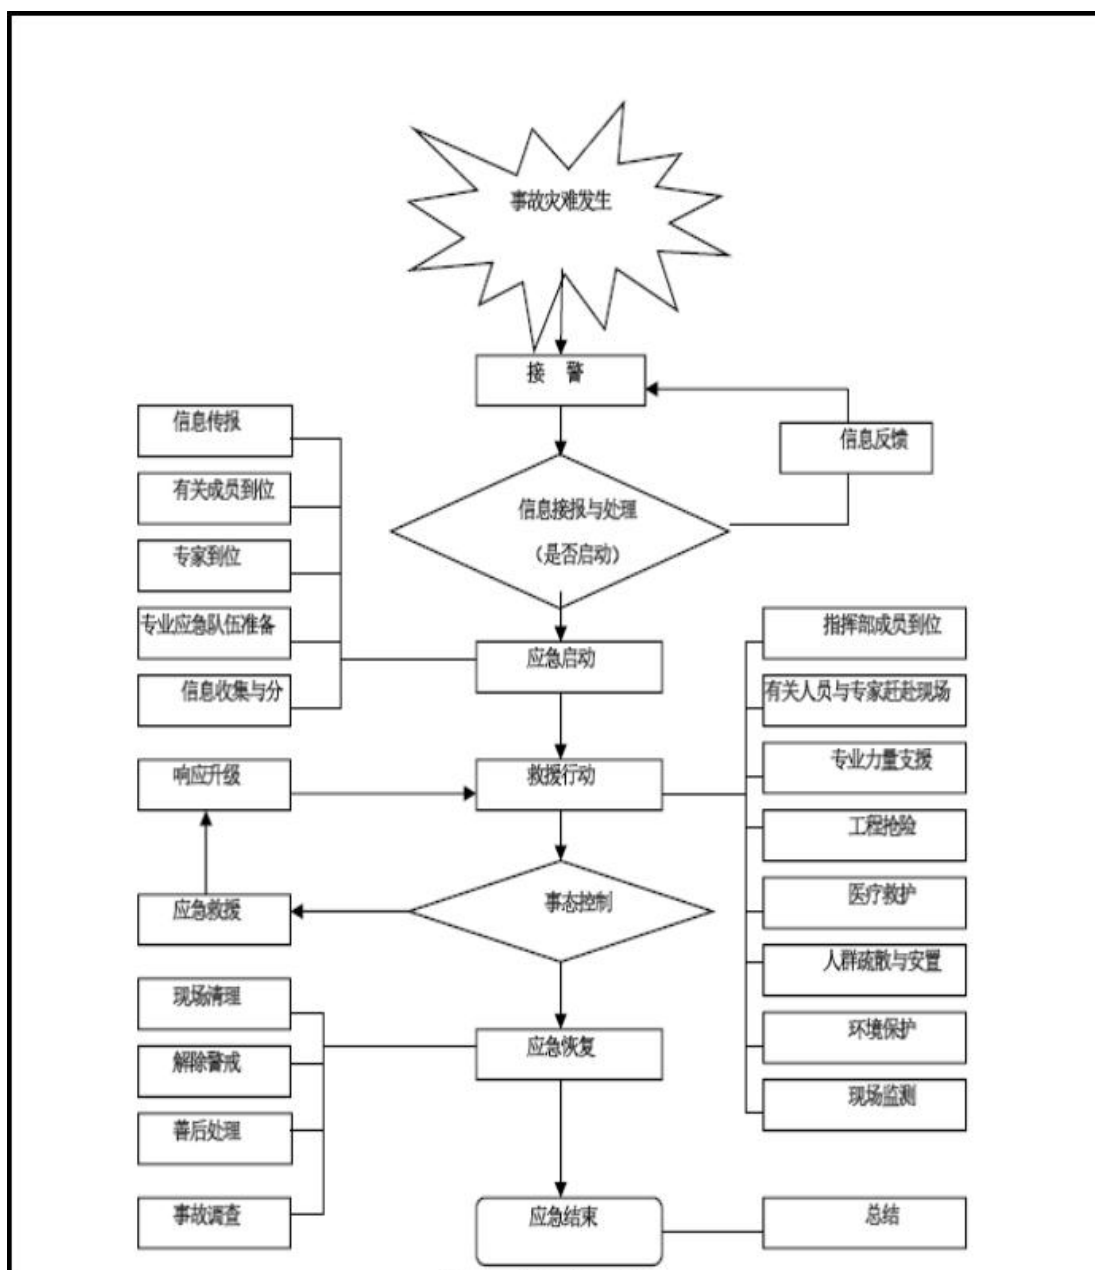 事故灾难发生
接 警
信息传报
信息反馈
有关成员到位
信息接报与处理
（是否启动）
专家到位
专业应急队伍准备
指挥部成员到位
应急启动
信息收集与分
有关人员与专家赶赴现场
专业力量支援
响应升级
救援行动
工程抢险
应急救援
事态控制
医疗救护
人群疏散与安置
现场清理
应急恢复
环境保护
解除警戒
现场监测
善后处理
事故调查
应急结束
总结